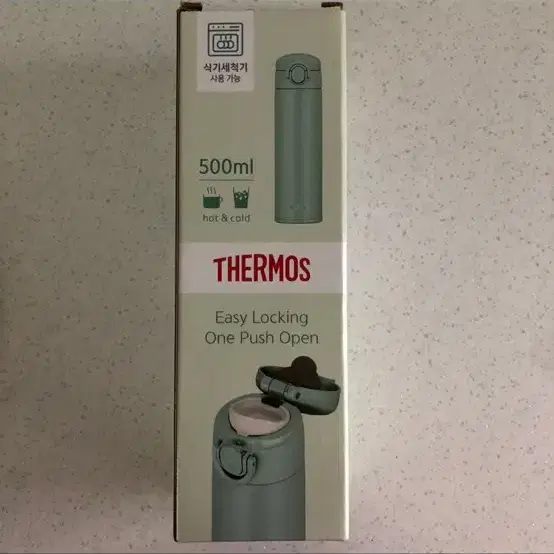 식기세척기
사용 가능
500ml
hot & cold
THERMOS
Easy Locking
One Push Open